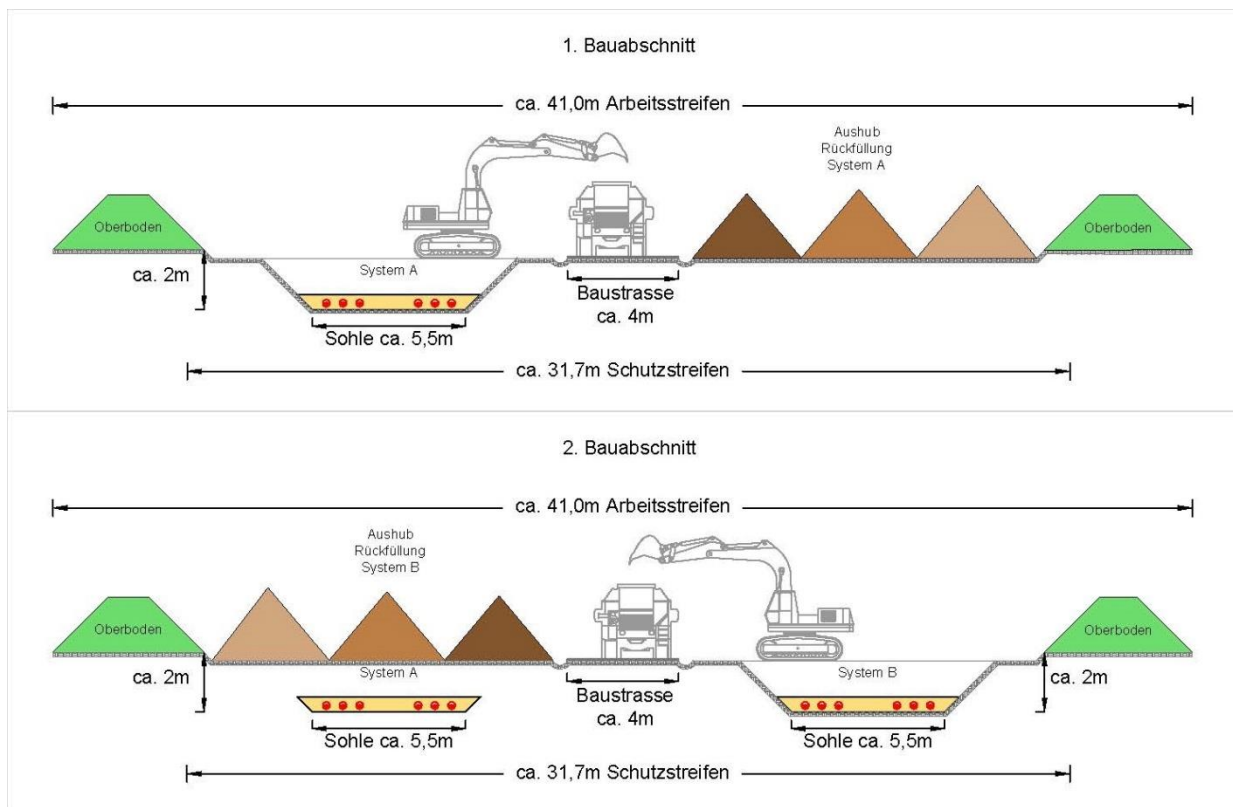 1. Bauabschnitt
ca. 41,0m Arbeitsstreifen
Aushub
Rückfüllung
System A
Oberboden
Oberboden
ca. 2m
System A
Baustrasse
ca. 4m
Sohle ca. 5,5m
ca. 31,7m Schutzstreifen
2. Bauabschnitt
ca. 41,0m Arbeitsstreifen
Aushub
Rückfüllung
System B
Oberboden
Oberboden
ca. 2m
System A
System B
ca. 2m
Baustrasse
ca. 4m
Sohle ca. 5,5m
Sohle ca. 5,5m
ca. 31,7m Schutzstreifen